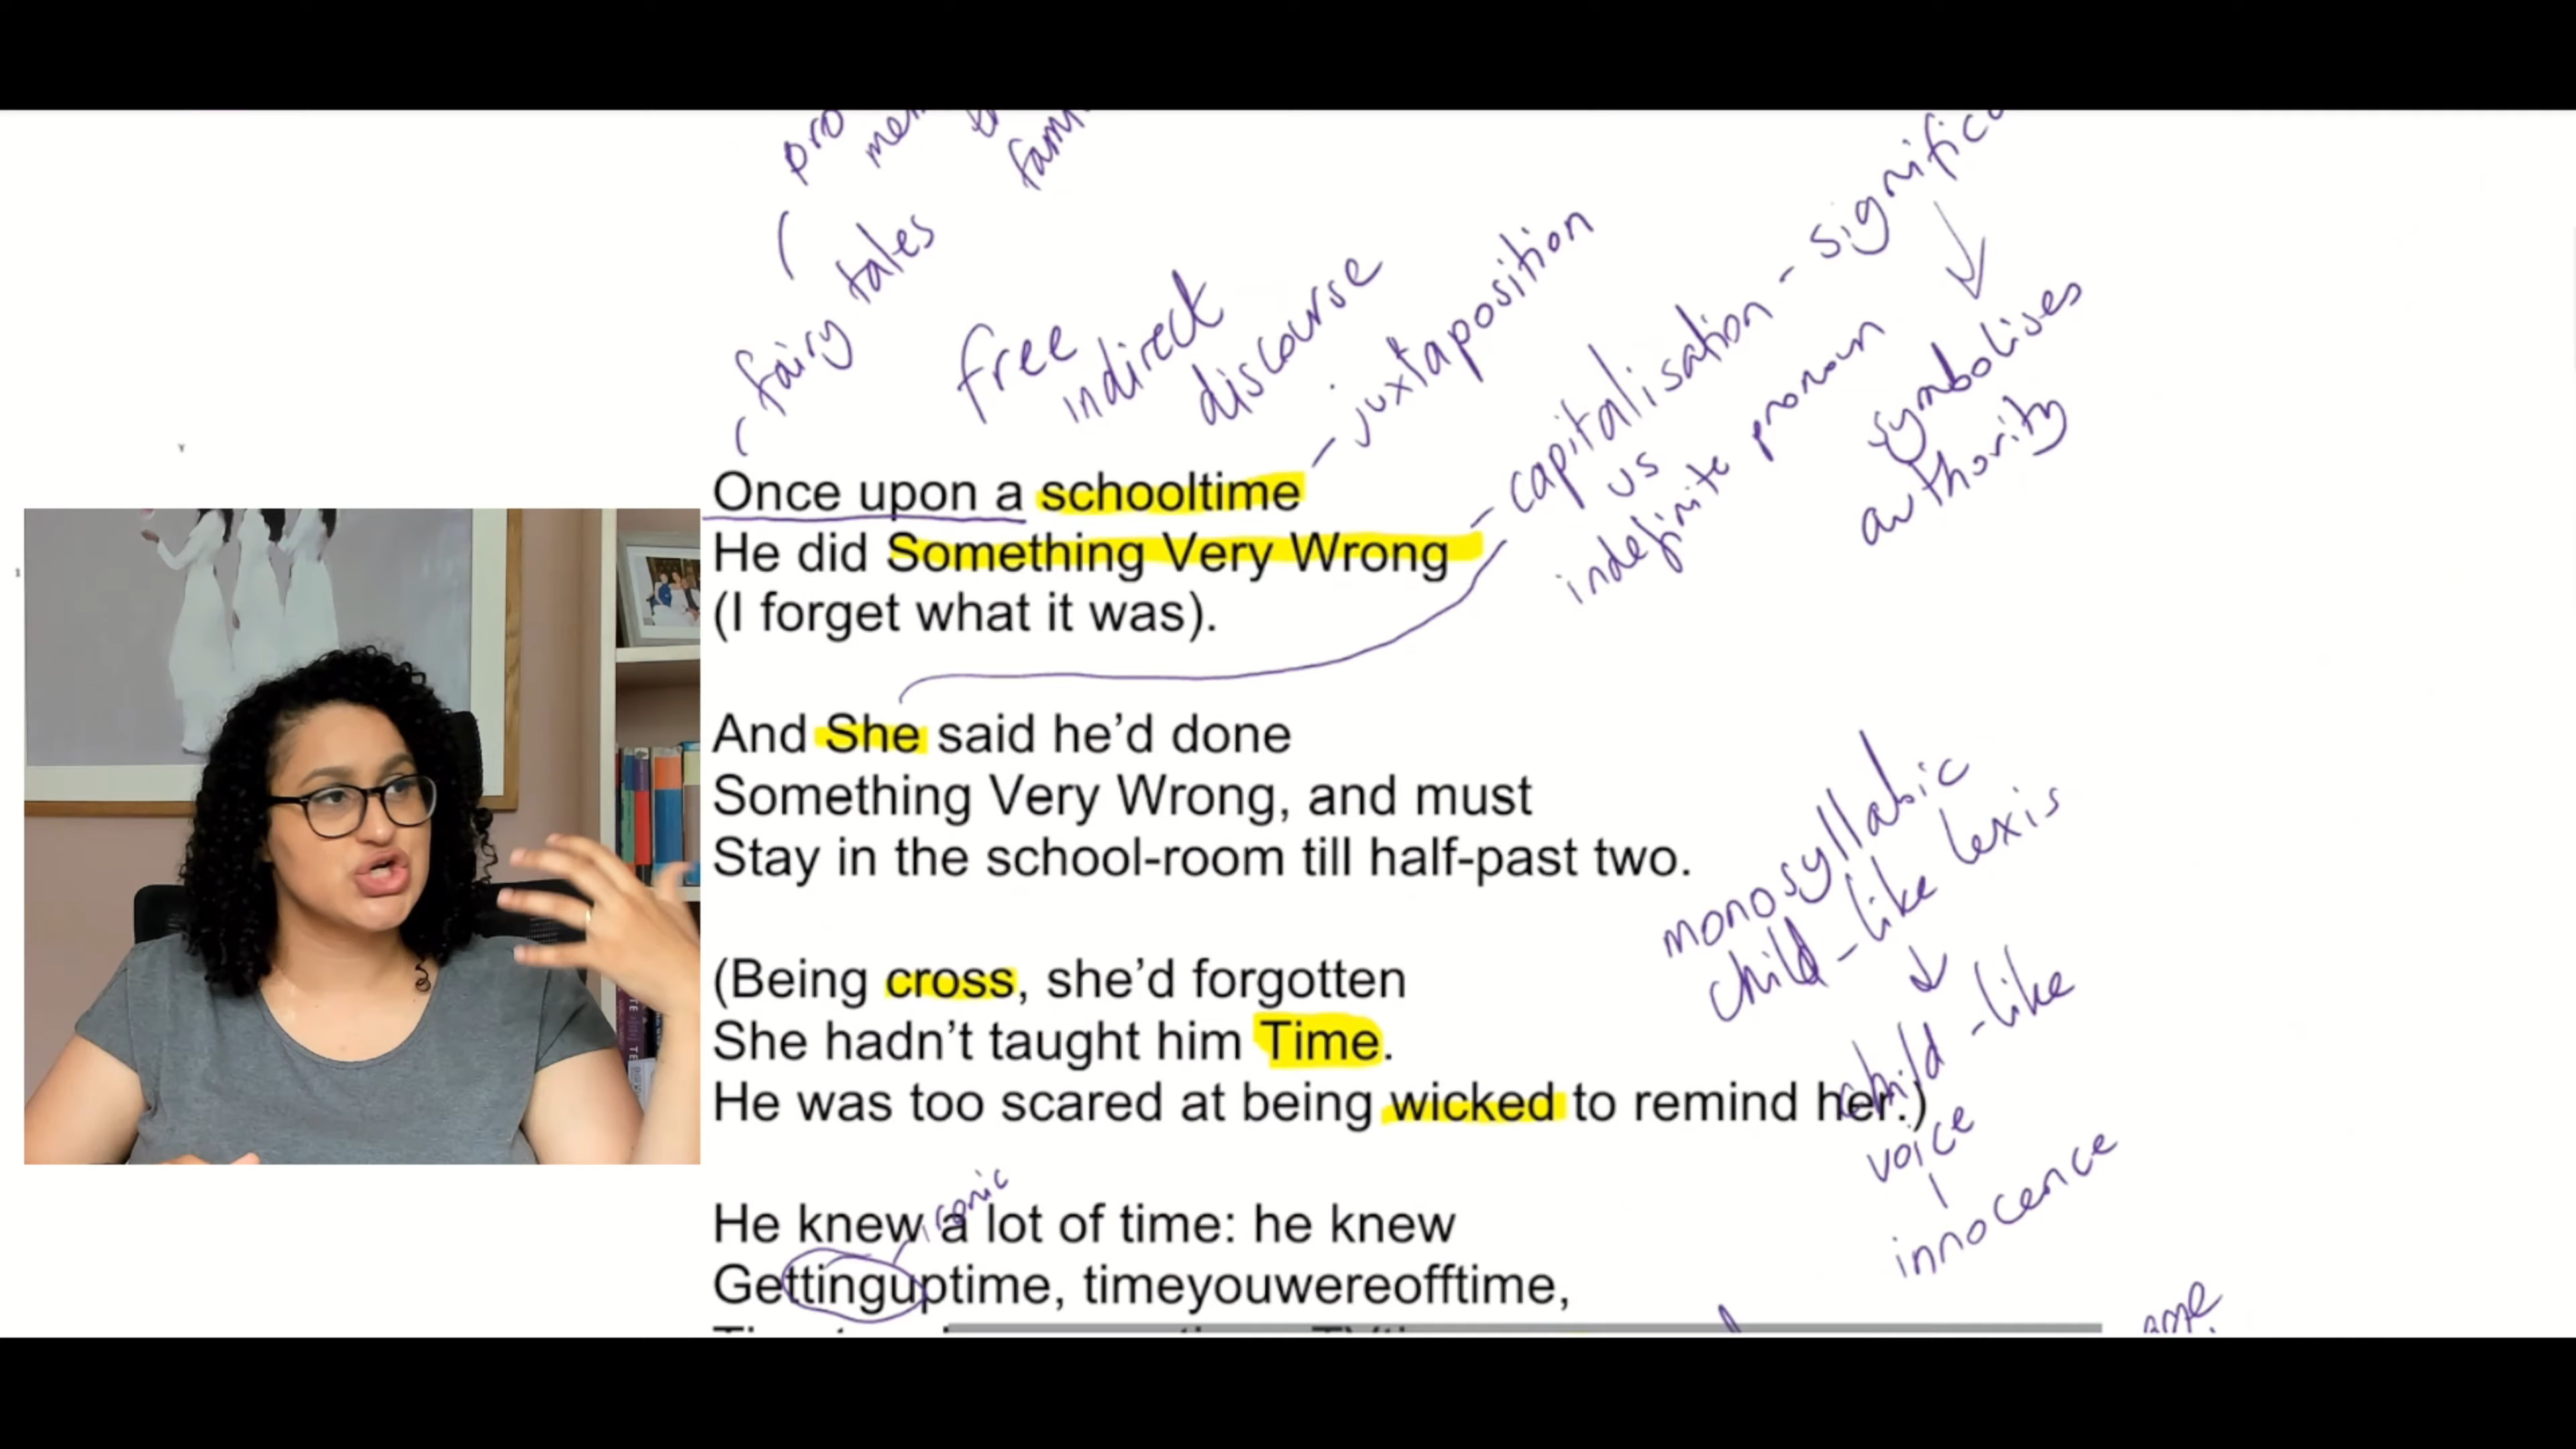 fairy tales
free indirect discourse
- juxtaposition
- capitalisation - signific
vs
indefinite pronoun
symbolises
authority
Once upon a schooltime
He did Something Very Wrong
(I forget what it was).
And She said he’d done
Something Very Wrong, and must
Stay in the school-room till half-past two.
monosyllabic
child-like lexis
child-like
voice
innocence
(Being cross, she’d forgotten
She hadn’t taught him Time.
He was too scared at being wicked to remind her.)
He knew a lot of time: he knew
Gettinguptime, timeyouwereofftime,